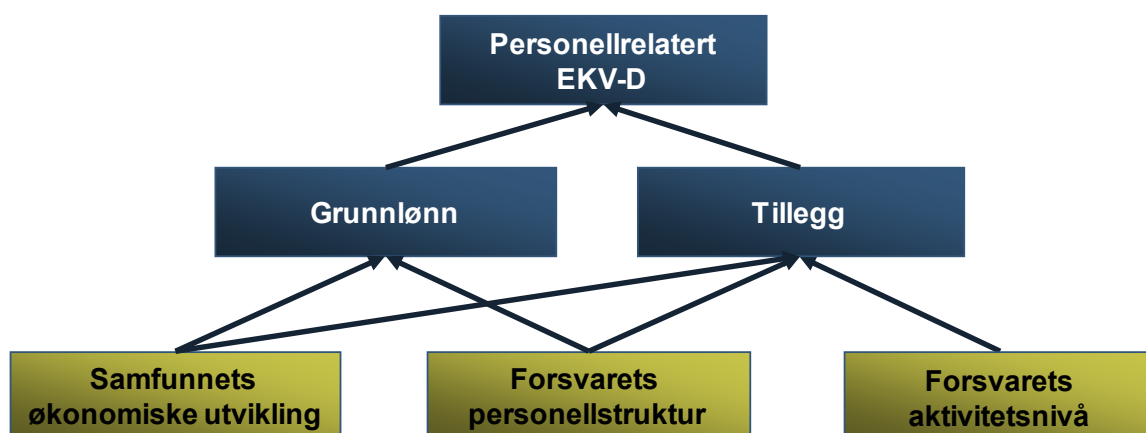 Personellrelatert
EKV-D
Grunnlønn
Tillegg
Samfunnets
økonomiske utvikling
Forsvarets
personellstruktur
Forsvarets
aktivitetsnivå